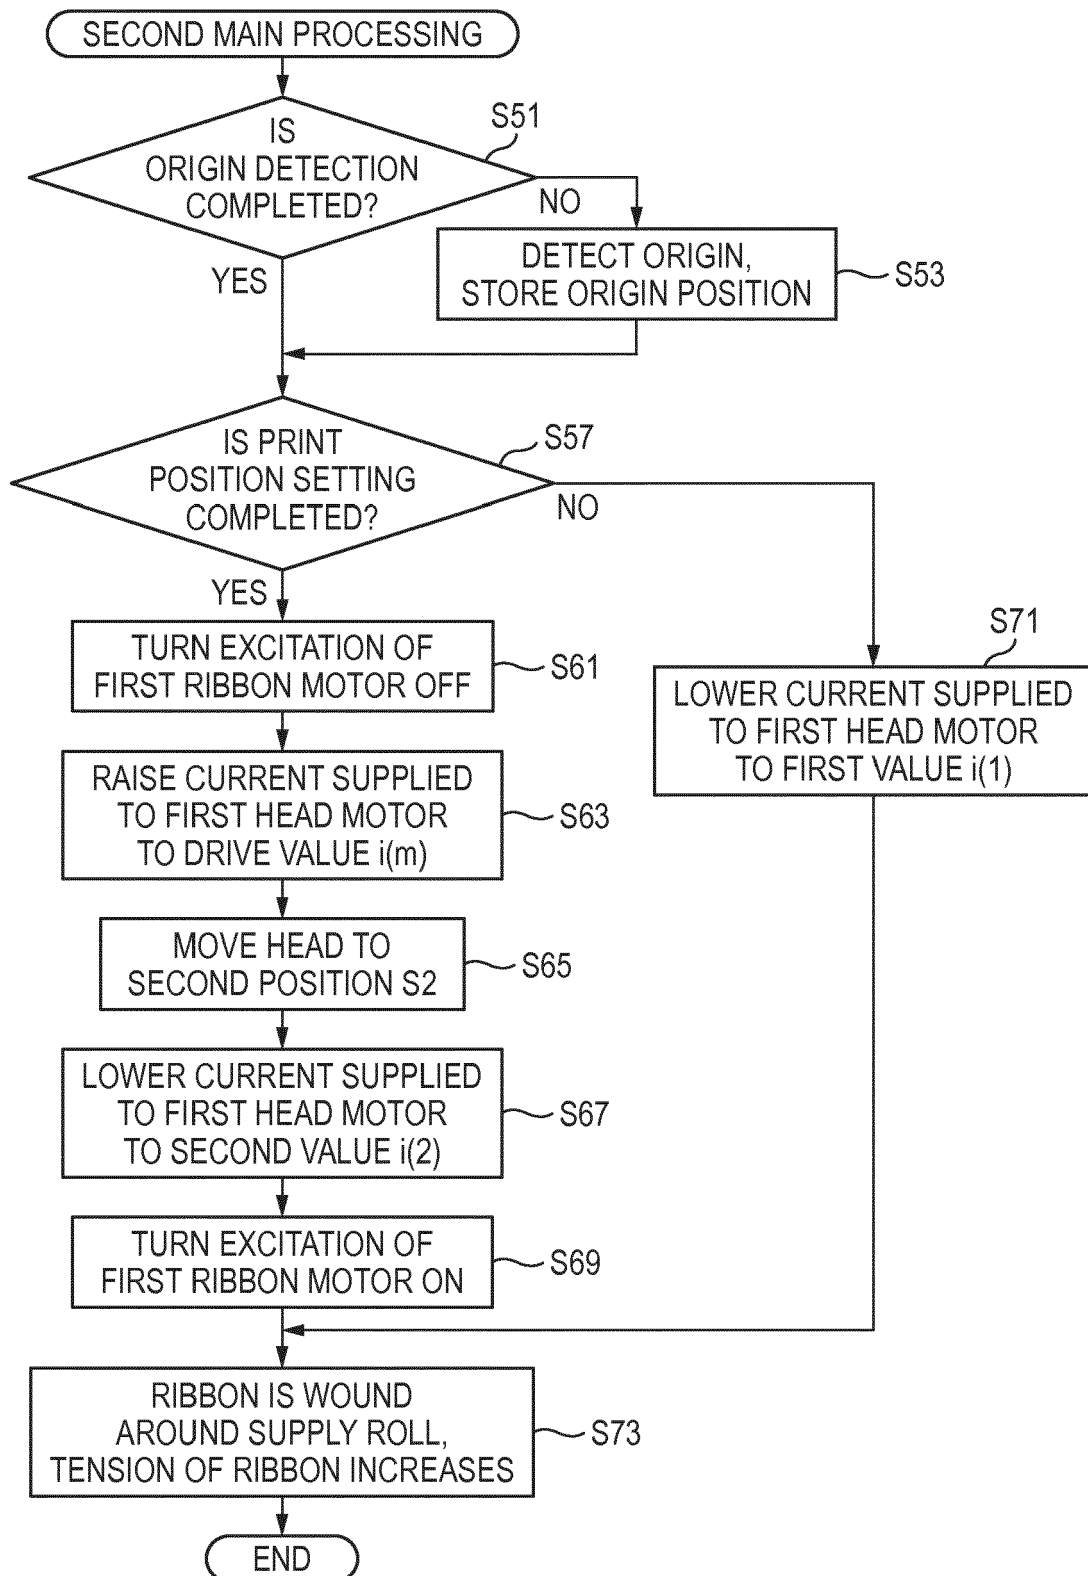 SECOND MAIN PROCESSING
S51
IS
ORIGIN DETECTION
COMPLETED?
NO
YES
DETECT ORIGIN,
STORE ORIGIN POSITION
S53
S57
IS PRINT
POSITION SETTING
COMPLETED?
NO
YES
TURN EXCITATION OF
FIRST RIBBON MOTOR OFF
S61
S71
LOWER CURRENT SUPPLIED
TO FIRST HEAD MOTOR
TO FIRST VALUE i(1)
RAISE CURRENT SUPPLIED
TO FIRST HEAD MOTOR
TO DRIVE VALUE i(m)
S63
MOVE HEAD TO
SECOND POSITION S2
S65
LOWER CURRENT SUPPLIED
TO FIRST HEAD MOTOR
TO SECOND VALUE i(2)
S67
TURN EXCITATION OF
FIRST RIBBON MOTOR ON
S69
RIBBON IS WOUND
AROUND SUPPLY ROLL,
TENSION OF RIBBON INCREASES
S73
END